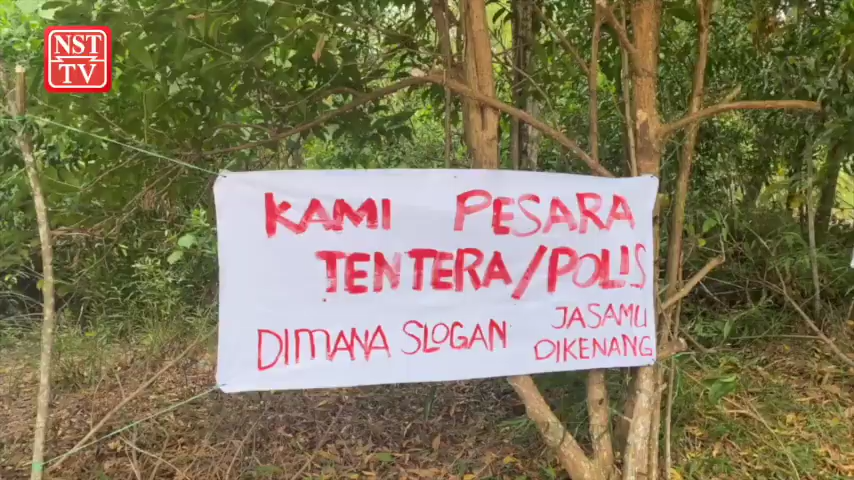 NST
TV
KAMI PESARA
TENTERA/POLIS
DIMANA SLOGAN JASAMU
DIKENANG